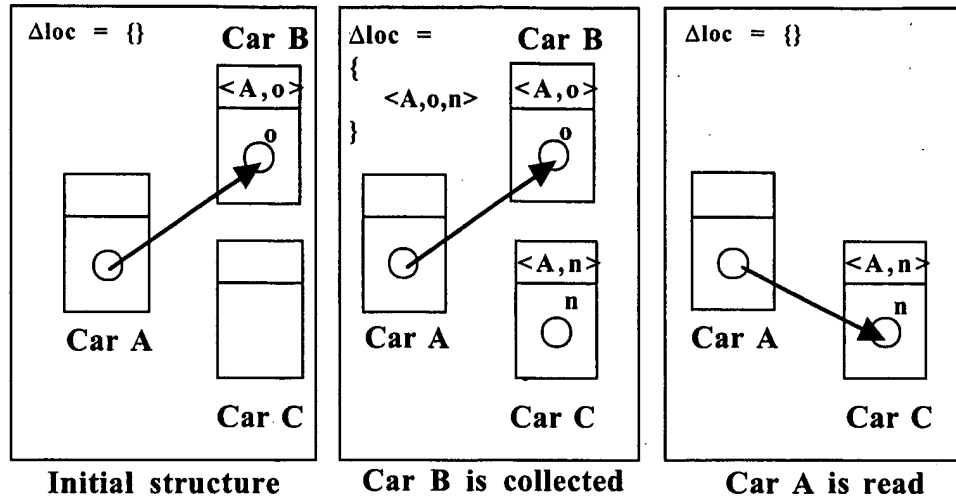 Δloc = {}
Car B
<A,o>
o
Car A
Car C
Initial structure
Δloc =
{
<A,o,n>
}
Car B
<A,o>
o
<A,n>
n
Car A
Car C
Car B is collected
Δloc = {}
<A,n>
n
Car A
Car C
Car A is read